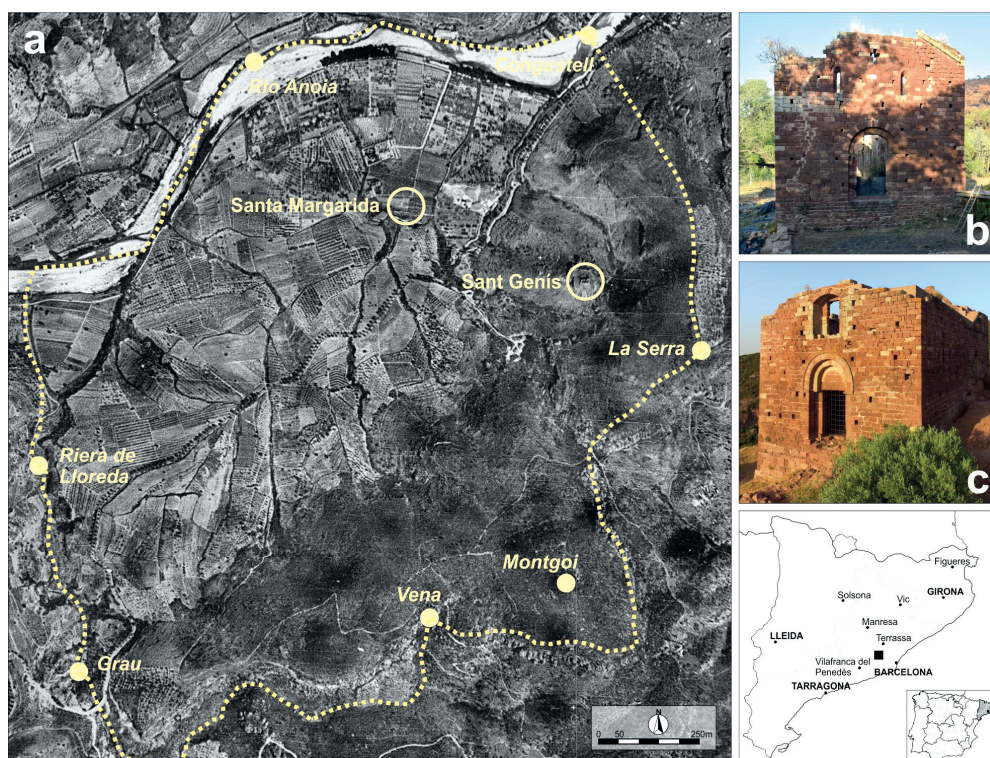 a
Río Anoia
Congostell
Santa Margarida
Sant Genís
La Serra
Riera de
Lloreda
Montgoi
Vena
Grau
N
0 50 250m
b
c
Figueres
Solsona
Vic
GIRONA
Manresa
LLEIDA
Terrassa
Vilafranca del
Penedès
BARCELONA
TARRAGONA